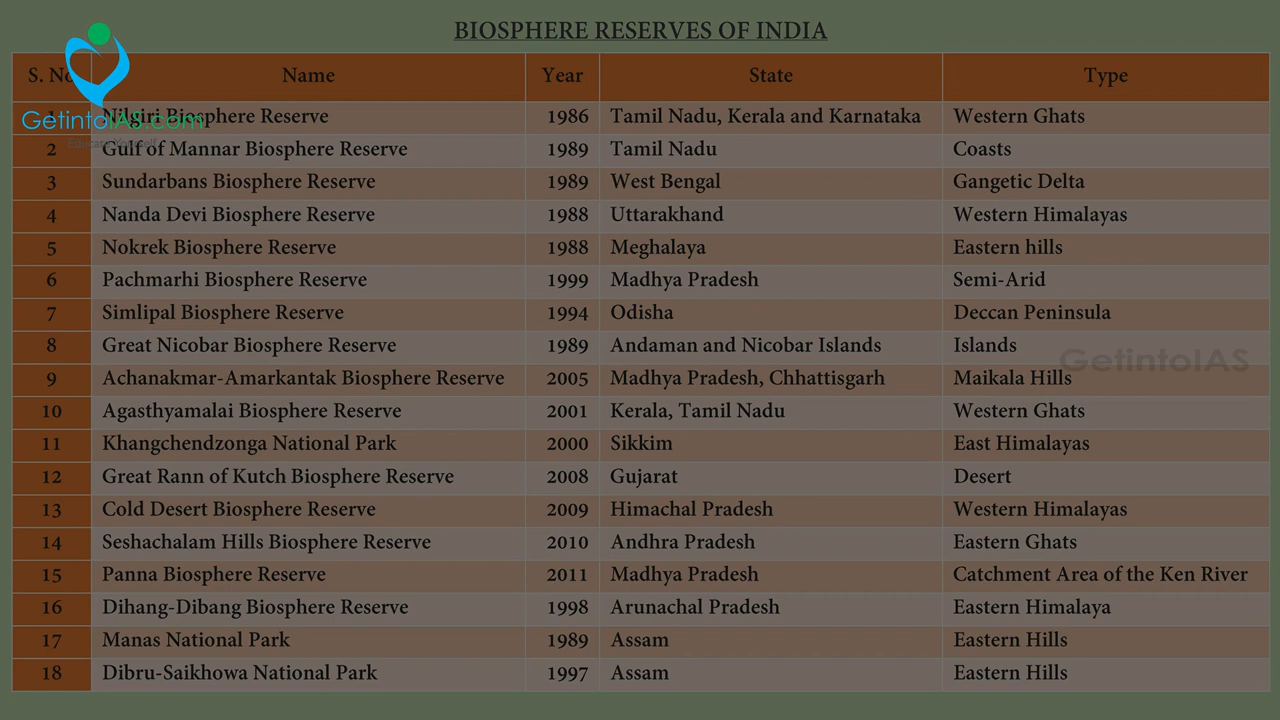 BIOSPHERE RESERVES OF INDIA
S. No Name Year State Type
1 Nilgiri Biosphere Reserve 1986 Tamil Nadu, Kerala and Karnataka Western Ghats
GetintoIAS.com
Educate Yourself
2 Gulf of Mannar Biosphere Reserve 1989 Tamil Nadu Coasts
3 Sundarbans Biosphere Reserve 1989 West Bengal Gangetic Delta
4 Nanda Devi Biosphere Reserve 1988 Uttarakhand Western Himalayas
5 Nokrek Biosphere Reserve 1988 Meghalaya Eastern hills
6 Pachmarhi Biosphere Reserve 1999 Madhya Pradesh Semi-Arid
7 Simlipal Biosphere Reserve 1994 Odisha Deccan Peninsula
8 Great Nicobar Biosphere Reserve 1989 Andaman and Nicobar Islands Islands
GetintoIAS
9 Achanakmar-Amarkantak Biosphere Reserve 2005 Madhya Pradesh, Chhattisgarh Maikala Hills
10 Agasthyamalai Biosphere Reserve 2001 Kerala, Tamil Nadu Western Ghats
11 Khangchendzonga National Park 2000 Sikkim East Himalayas
12 Great Rann of Kutch Biosphere Reserve 2008 Gujarat Desert
13 Cold Desert Biosphere Reserve 2009 Himachal Pradesh Western Himalayas
14 Seshachalam Hills Biosphere Reserve 2010 Andhra Pradesh Eastern Ghats
15 Panna Biosphere Reserve 2011 Madhya Pradesh Catchment Area of the Ken River
16 Dihang-Dibang Biosphere Reserve 1998 Arunachal Pradesh Eastern Himalaya
17 Manas National Park 1989 Assam Eastern Hills
18 Dibru-Saikhowa National Park 1997 Assam Eastern Hills